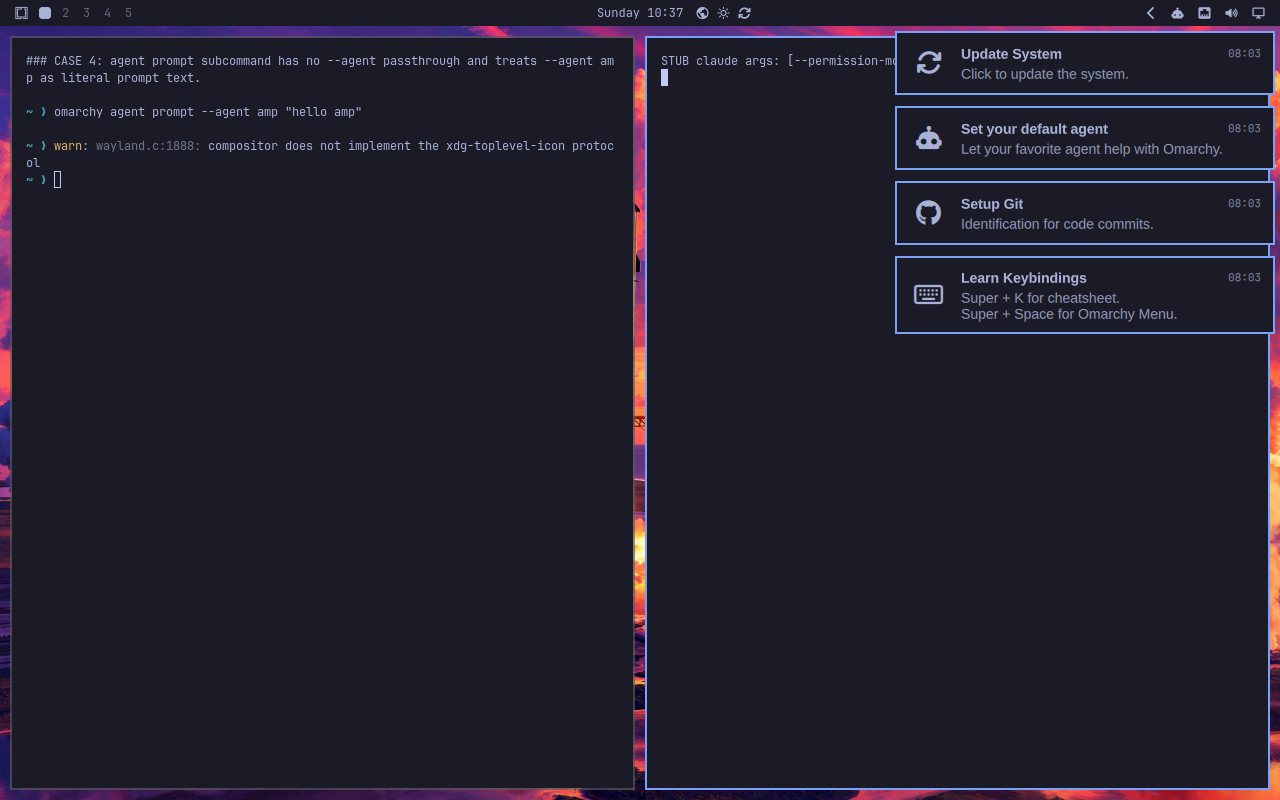 2 3 4 5
Sunday 10:37
### CASE 4: agent prompt subcommand has no --agent passthrough and treats --agent am
p as literal prompt text.
~ ❯ omarchy agent prompt --agent amp "hello amp"
~ ❯ warn: wayland.c:1888: compositor does not implement the xdg-toplevel-icon protoc
ol
~ ❯
STUB claude args: [--permission-mo
Update System 08:03
Click to update the system.
Set your default agent 08:03
Let your favorite agent help with Omarchy.
Setup Git 08:03
Identification for code commits.
Learn Keybindings 08:03
Super + K for cheatsheet.
Super + Space for Omarchy Menu.